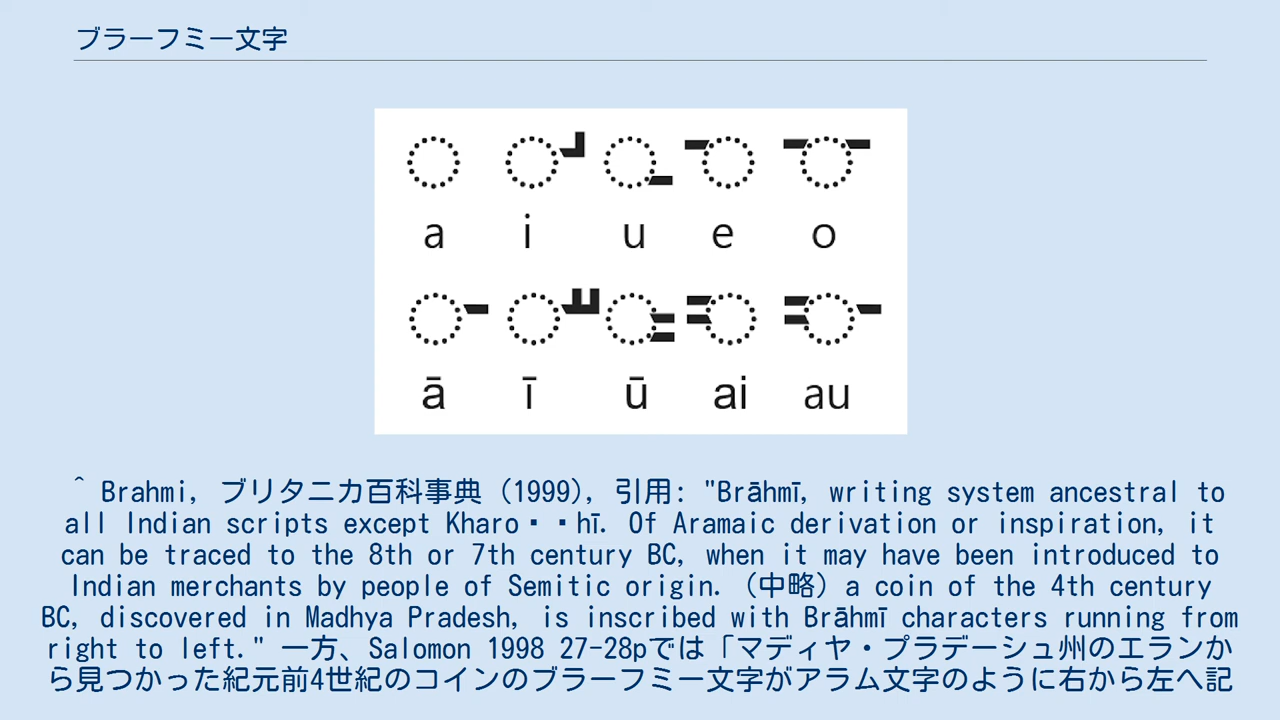 ブラーフミー文字
a i u e o
ā ī ū ai au
^ Brahmi, ブリタニカ百科事典 (1999), 引用: "Brāhmī, writing system ancestral to
all Indian scripts except Kharo・・hī. Of Aramaic derivation or inspiration, it
can be traced to the 8th or 7th century BC, when it may have been introduced to
Indian merchants by people of Semitic origin. （中略）a coin of the 4th century
BC, discovered in Madhya Pradesh, is inscribed with Brāhmī characters running from
right to left." 一方、Salomon 1998 27-28pでは「マディヤ・プラデーシュ州のエランか
ら見つかった紀元前4世紀のコインのブラーフミー文字がアラム文字のように右から左へ記